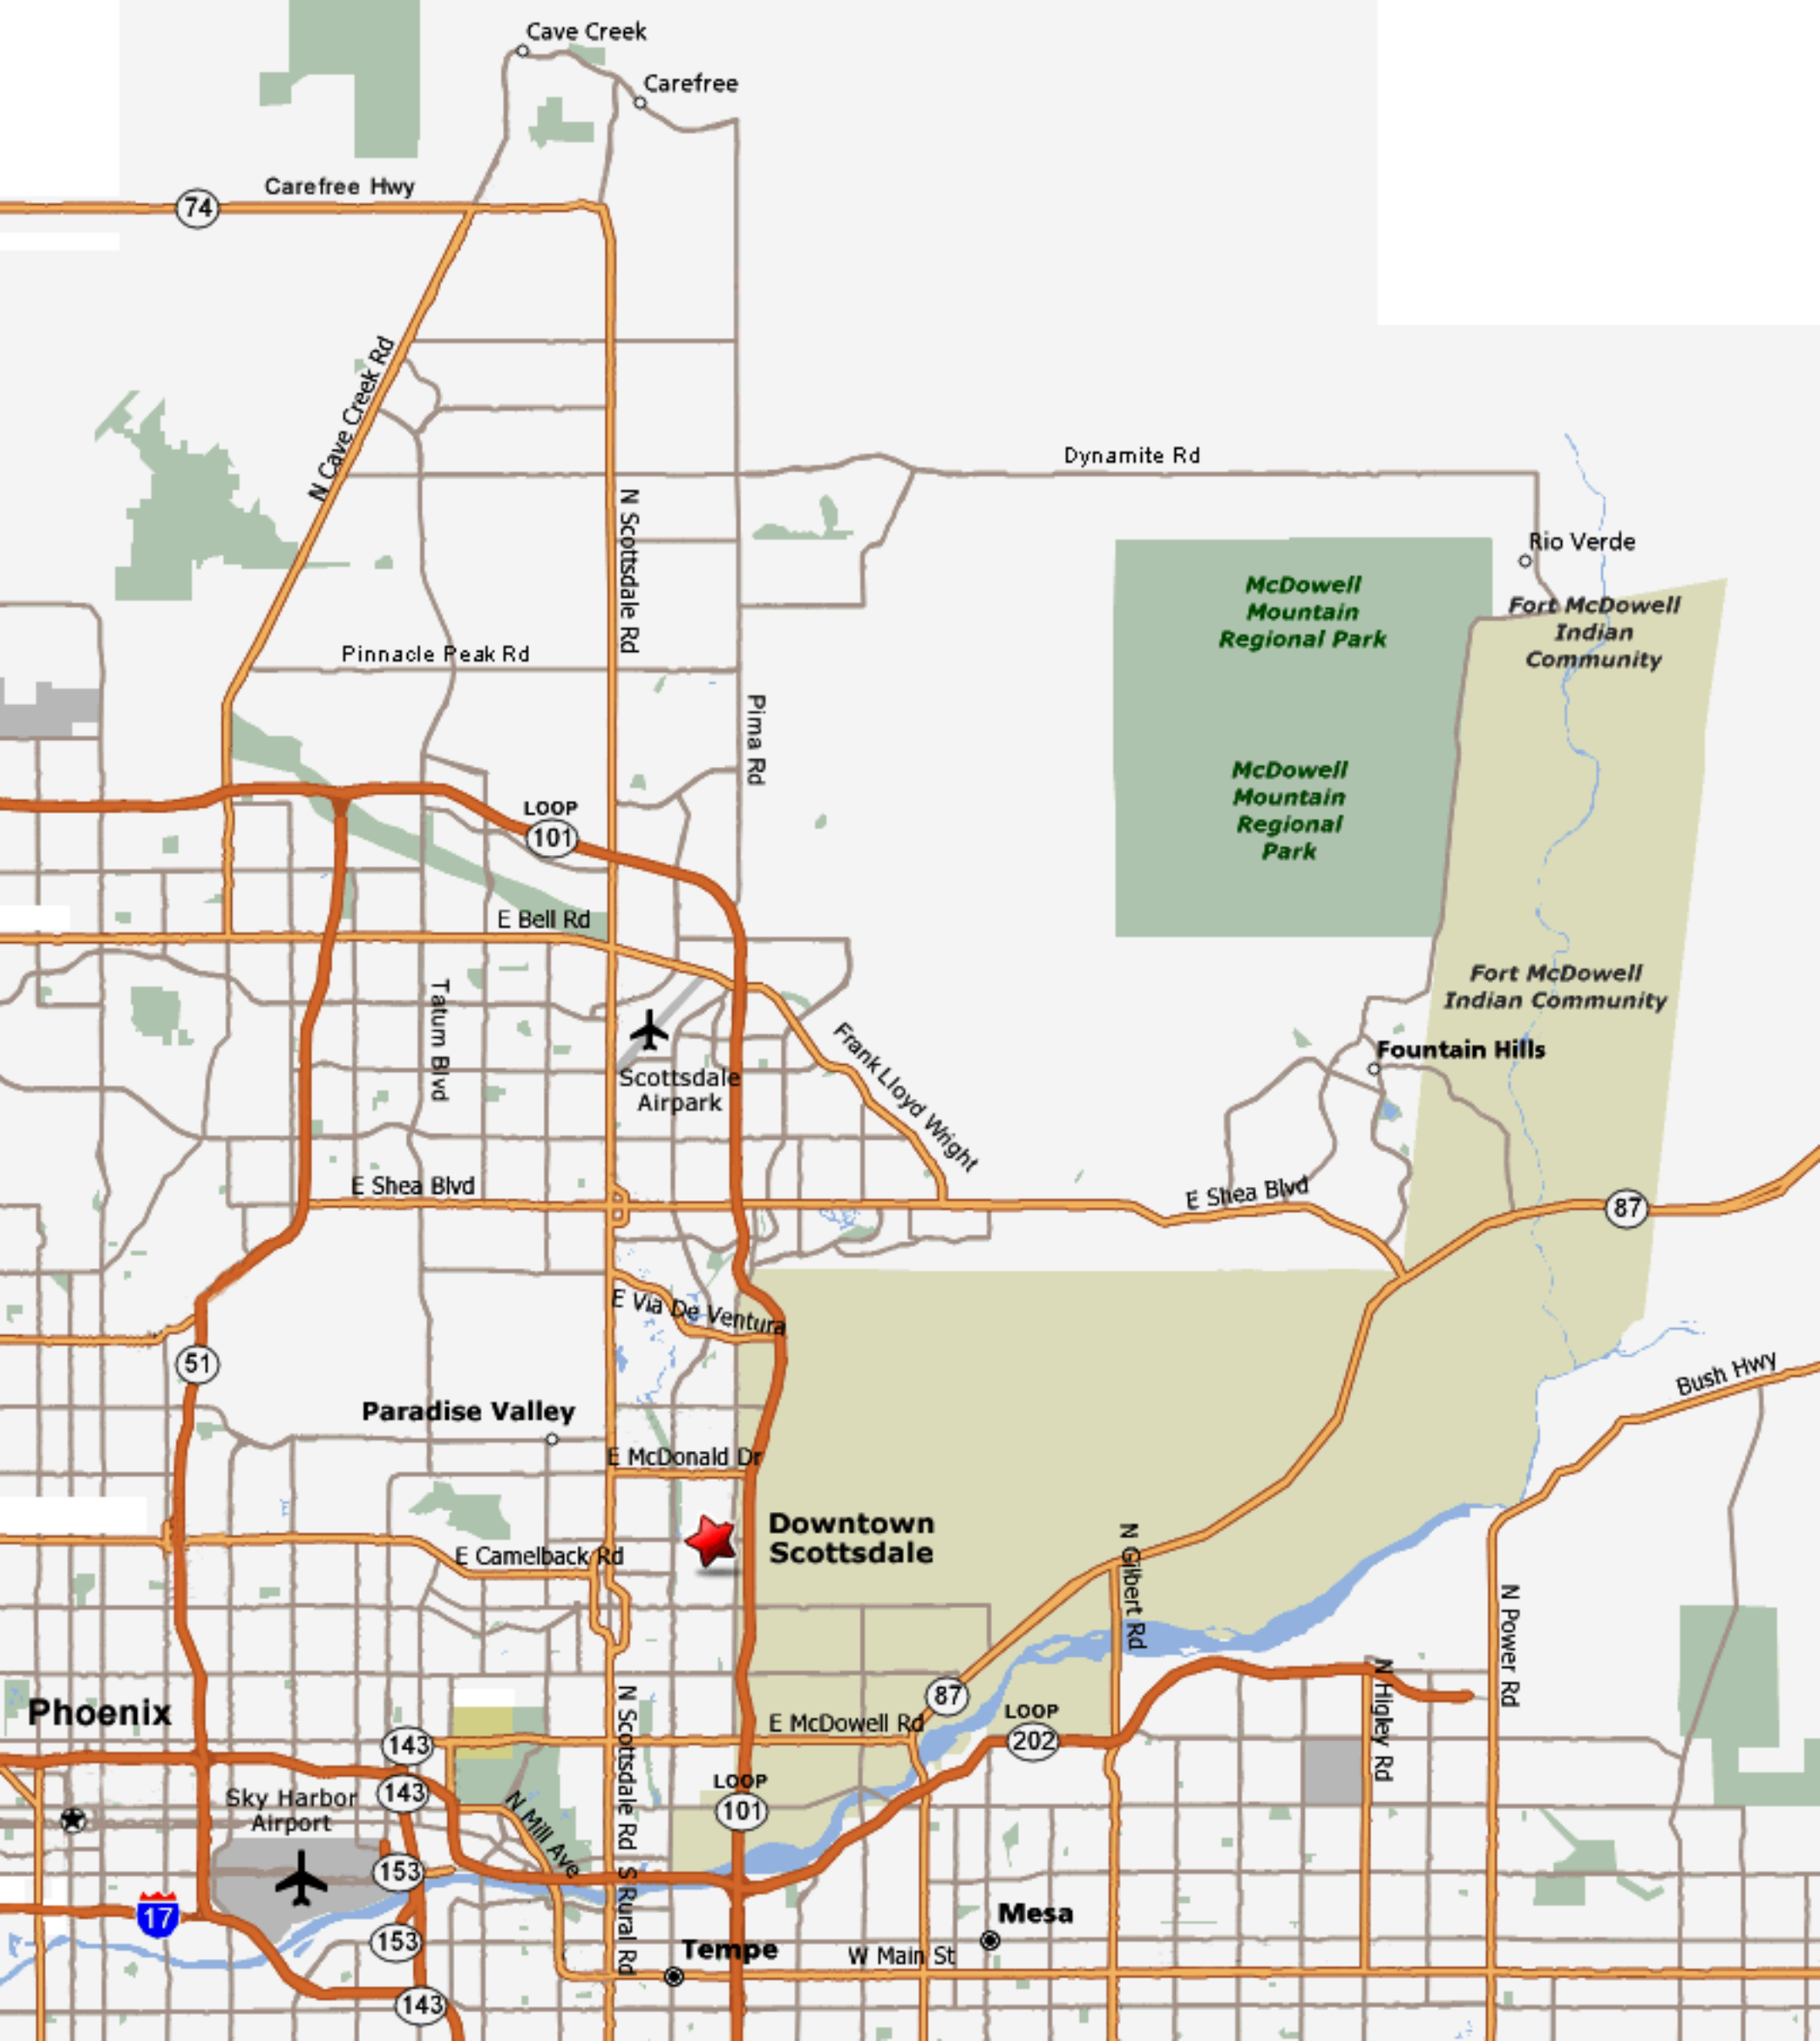 Cave Creek
Carefree
Carefree Hwy
74
N Cave Creek Rd
Dynamite Rd
N Scottsdale Rd
Rio Verde
McDowell
Mountain
Regional Park
Fort McDowell
Indian
Community
Pinnacle Peak Rd
Pima Rd
McDowell
Mountain
Regional
Park
LOOP
101
E Bell Rd
Fort McDowell
Indian Community
Tatum Blvd
Frank Lloyd Wright
Fountain Hills
Scottsdale
Airpark
E Shea Blvd
E Shea Blvd
87
E Via De Ventura
51
Bush Hwy
Paradise Valley
E McDonald Dr
Downtown
Scottsdale
E Camelback Rd
N Gilbert Rd
N Power Rd
Phoenix
N Scottsdale Rd
87
N Higley Rd
E McDowell Rd
LOOP
202
143
LOOP
101
143
Sky Harbor
Airport
N Mill Ave
153
S Rural Rd
17
153
Mesa
Tempe
W Main St
143